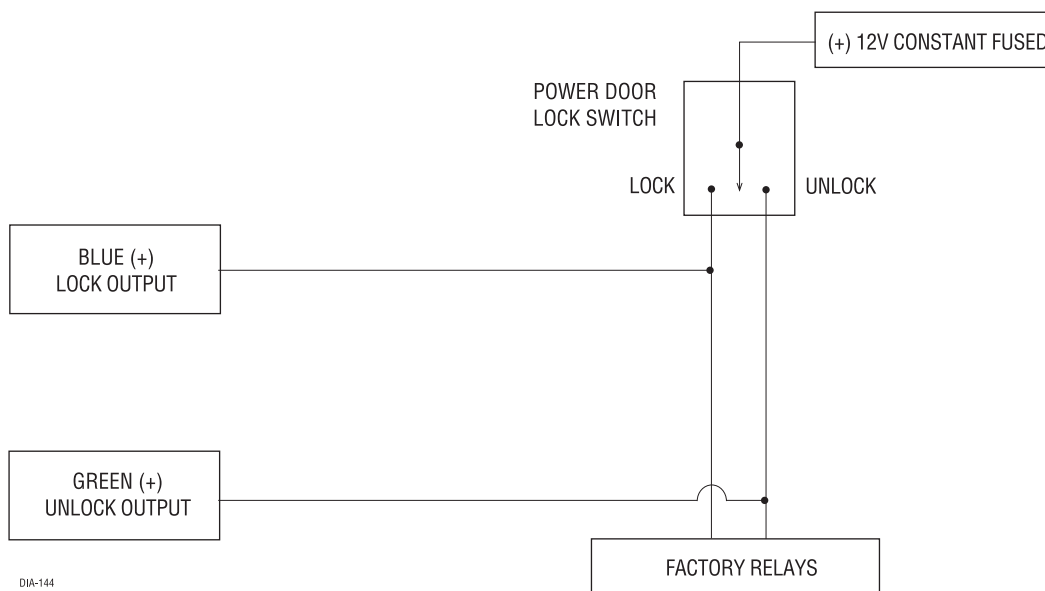 (+) 12V CONSTANT FUSED
POWER DOOR
LOCK SWITCH
LOCK
UNLOCK
BLUE (+)
LOCK OUTPUT
GREEN (+)
UNLOCK OUTPUT
FACTORY RELAYS
DIA-144